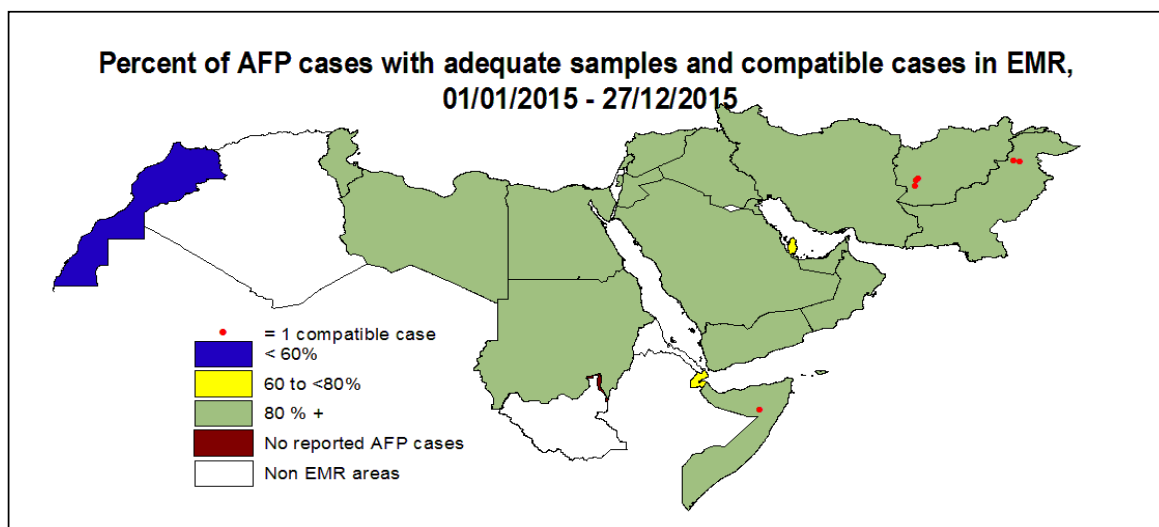 Percent of AFP cases with adequate samples and compatible cases in EMR,
01/01/2015 - 27/12/2015
= 1 compatible case
< 60%
60 to <80%
80 % +
No reported AFP cases
Non EMR areas